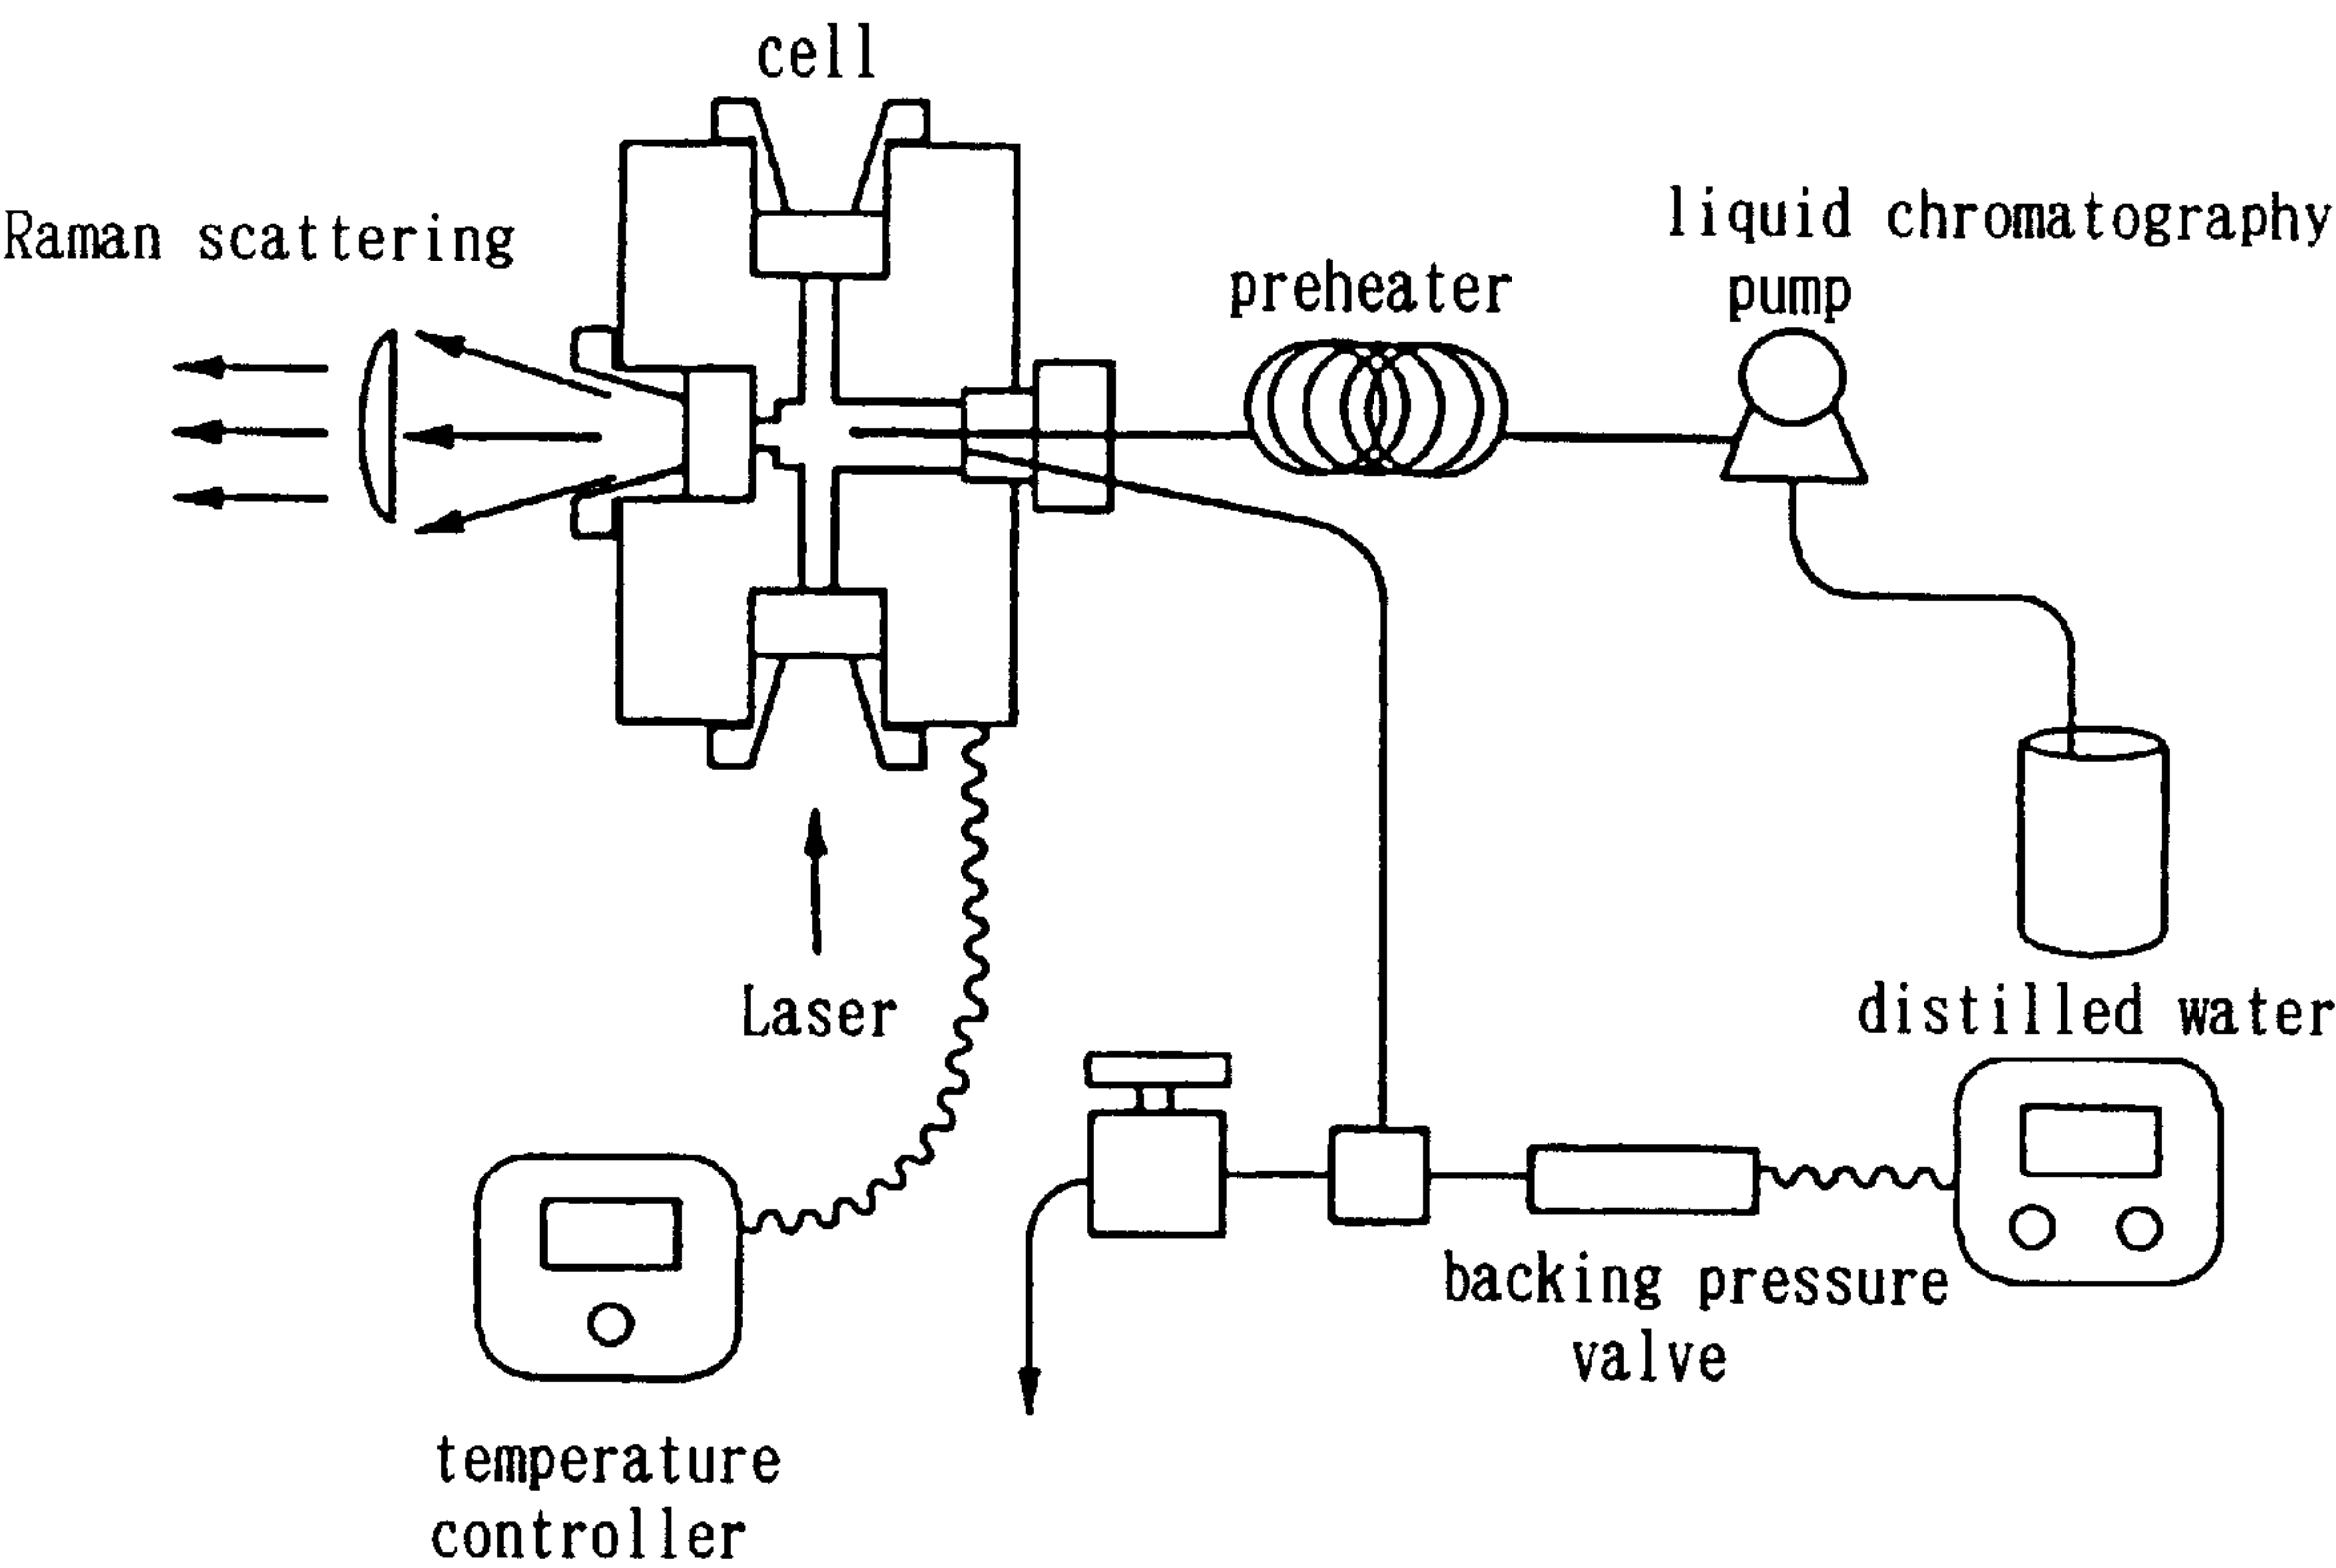 cell
Raman scattering
liquid chromatography
pump
preheater
Laser
distilled water
backing pressure
valve
temperature
controller